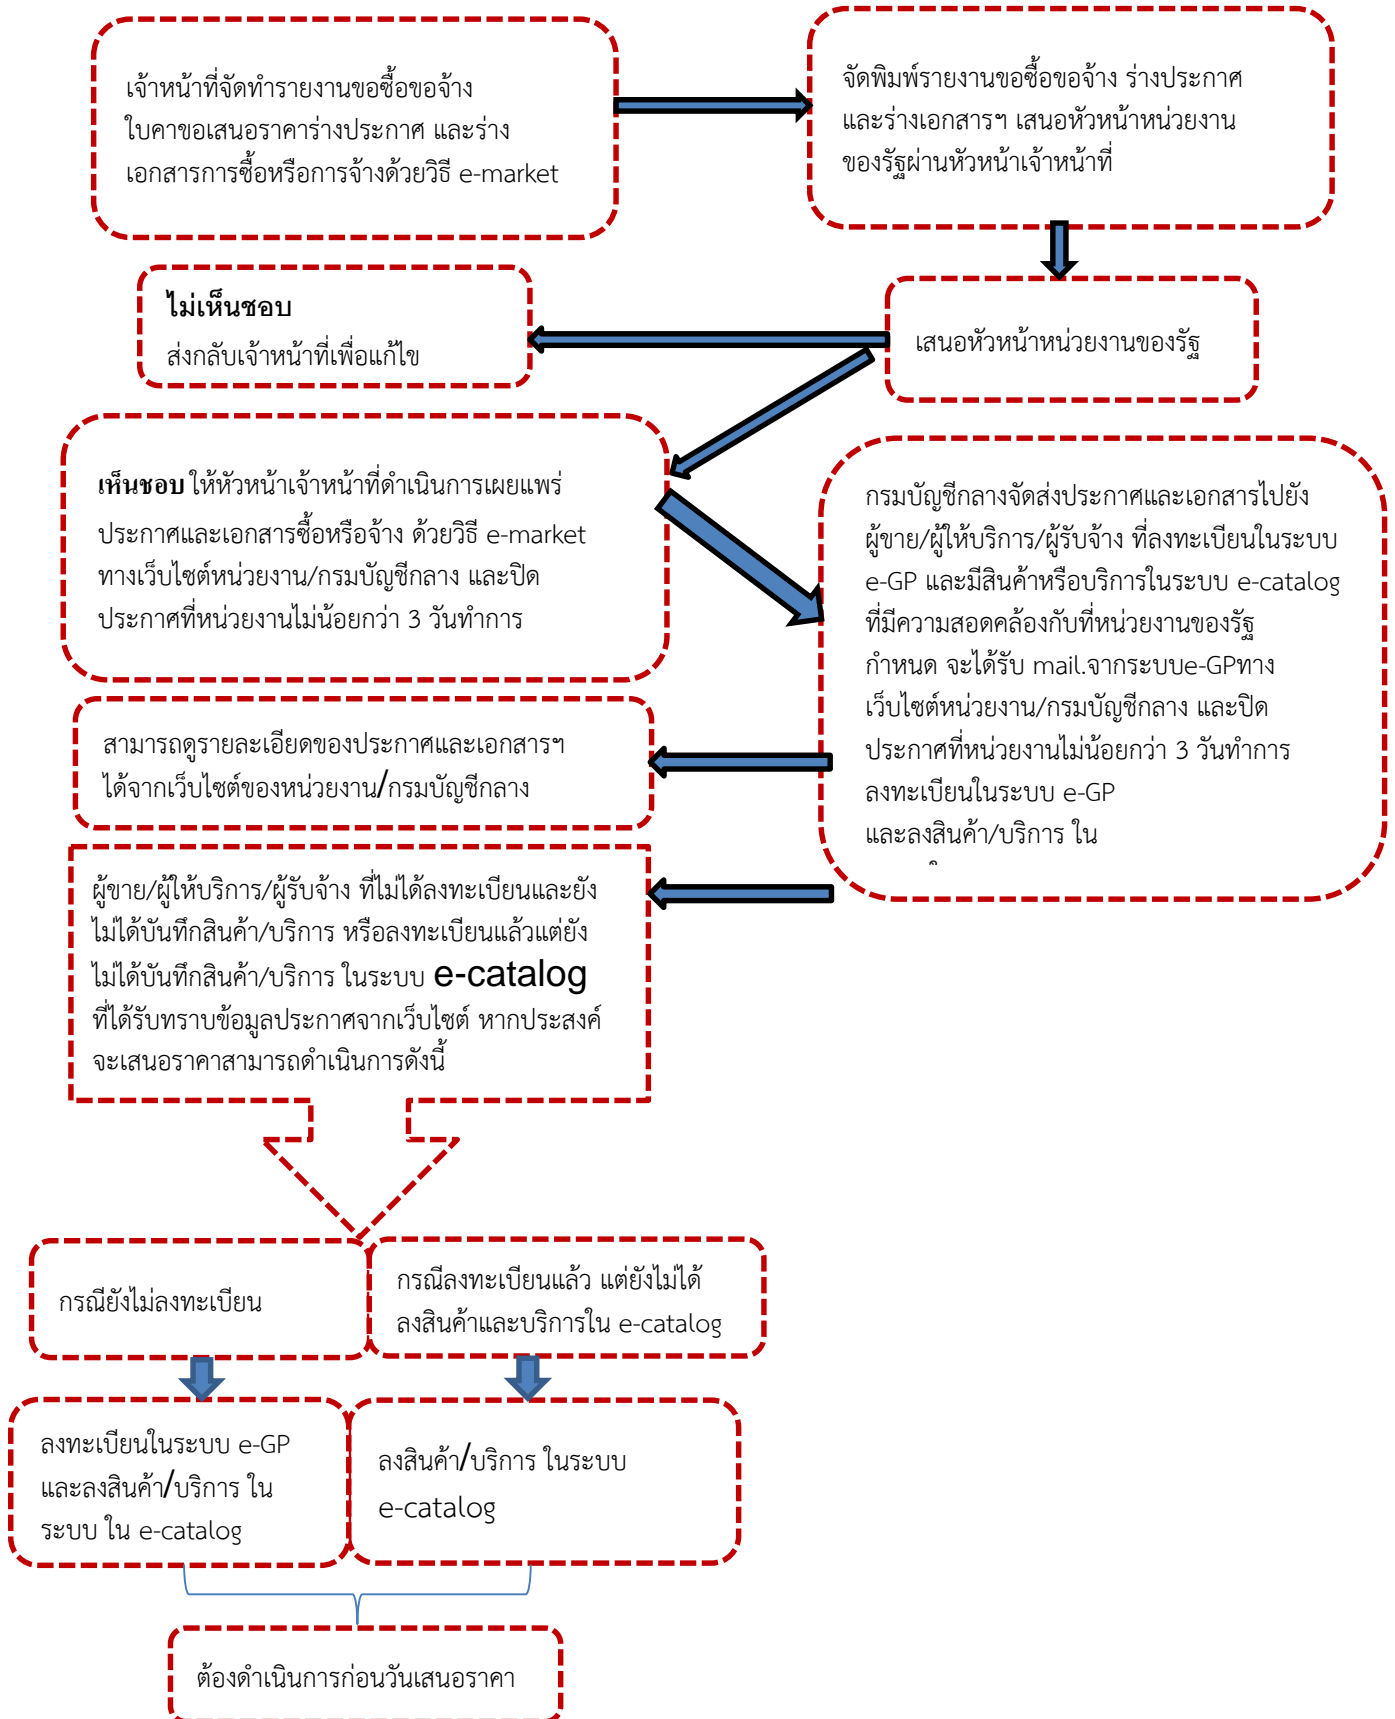 เจ้าหน้าที่จัดทำรายงานขอซื้อขอจ้าง
ใบคาขอเสนอราคาร่างประกาศ และร่าง
เอกสารการซื้อหรือการจ้างด้วยวิธี e-market
จัดพิมพ์รายงานขอซื้อขอจ้าง ร่างประกาศ
และร่างเอกสารฯ เสนอหัวหน้าหน่วยงาน
ของรัฐผ่านหัวหน้าเจ้าหน้าที่
เสนอหัวหน้าหน่วยงานของรัฐ
ไม่เห็นชอบ
ส่งกลับเจ้าหน้าที่เพื่อแก้ไข
เห็นชอบ ให้หัวหน้าเจ้าหน้าที่ดำเนินการเผยแพร่
ประกาศและเอกสารซื้อหรือจ้าง ด้วยวิธี e-market
ทางเว็บไซต์หน่วยงาน/กรมบัญชีกลาง และปิด
ประกาศที่หน่วยงานไม่น้อยกว่า 3 วันทำการ
กรมบัญชีกลางจัดส่งประกาศและเอกสารไปยัง
ผู้ขาย/ผู้ให้บริการ/ผู้รับจ้าง ที่ลงทะเบียนในระบบ
e-GP และมีสินค้าหรือบริการในระบบ e-catalog
ที่มีความสอดคล้องกับที่หน่วยงานของรัฐ
กำหนด จะได้รับ mail.จากระบบe-GPทาง
เว็บไซต์หน่วยงาน/กรมบัญชีกลาง และปิด
ประกาศที่หน่วยงานไม่น้อยกว่า 3 วันทำการ
ลงทะเบียนในระบบ e-GP
และลงสินค้า/บริการ ใน
สามารถดูรายละเอียดของประกาศและเอกสารฯ
ได้จากเว็บไซต์ของหน่วยงาน/กรมบัญชีกลาง
ผู้ขาย/ผู้ให้บริการ/ผู้รับจ้าง ที่ไม่ได้ลงทะเบียนและยัง
ไม่ได้บันทึกสินค้า/บริการ หรือลงทะเบียนแล้วแต่ยัง
ไม่ได้บันทึกสินค้า/บริการ ในระบบ e-catalog
ที่ได้รับทราบข้อมูลประกาศจากเว็บไซต์ หากประสงค์
จะเสนอราคาสามารถดำเนินการดังนี้
กรณียังไม่ลงทะเบียน
กรณีลงทะเบียนแล้ว แต่ยังไม่ได้
ลงสินค้าและบริการใน e-catalog
ลงทะเบียนในระบบ e-GP
และลงสินค้า/บริการ ใน
ระบบ ใน e-catalog
ลงสินค้า/บริการ ในระบบ
e-catalog
ต้องดำเนินการก่อนวันเสนอราคา